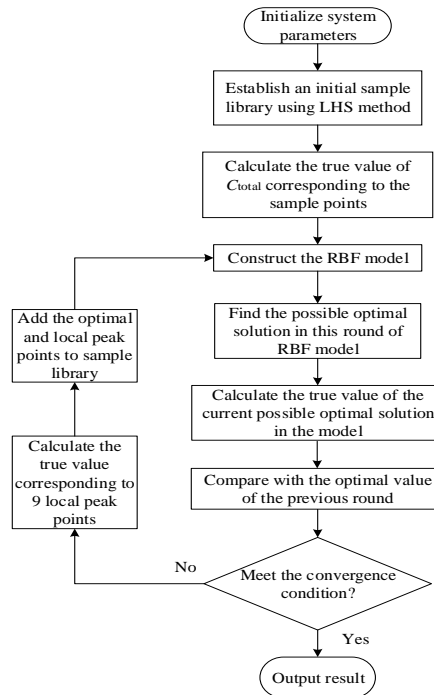 Initialize system
parameters
Establish an initial sample
library using LHS method
Calculate the true value of
Ctotal corresponding to the
sample points
Construct the RBF model
Find the possible optimal
solution in this round of
RBF model
Calculate the true value of the
current possible optimal solution
in the model
Compare with the optimal value
of the previous round
Meet the convergence
condition?
No
Calculate the
true value
corresponding to
9 local peak
points
Add the optimal
and local peak
points to sample
library
Yes
Output result